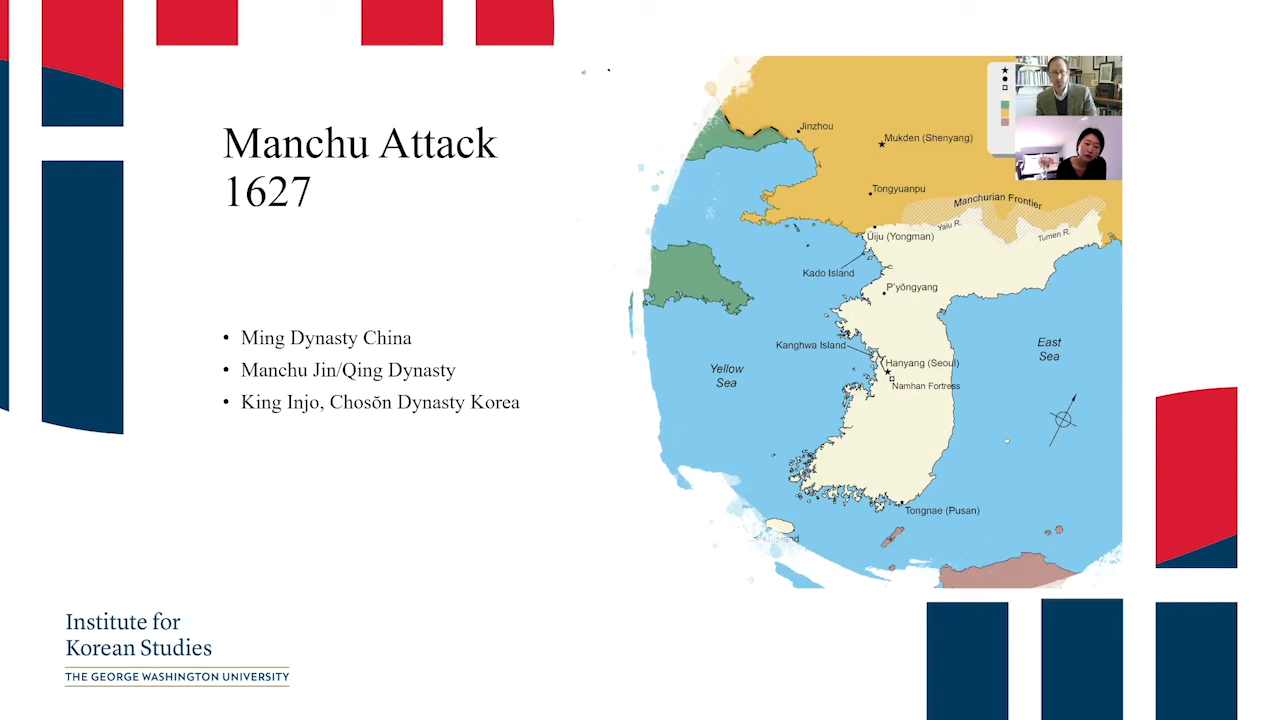 Manchu Attack
1627
• Ming Dynasty China
• Manchu Jin/Qing Dynasty
• King Injo, Chosŏn Dynasty Korea
Jinzhou
Mukden (Shenyang)
Tongyuanpu
Manchurian Frontier
Yalu R.
Tumen R.
Ŭiju (Yongman)
Kado Island
P'yŏngyang
Kanghwa Island
Hanyang (Seoul)
Namhan Fortress
East
Sea
Yellow
Sea
Tongnae (Pusan)
Institute for
Korean Studies
THE GEORGE WASHINGTON UNIVERSITY